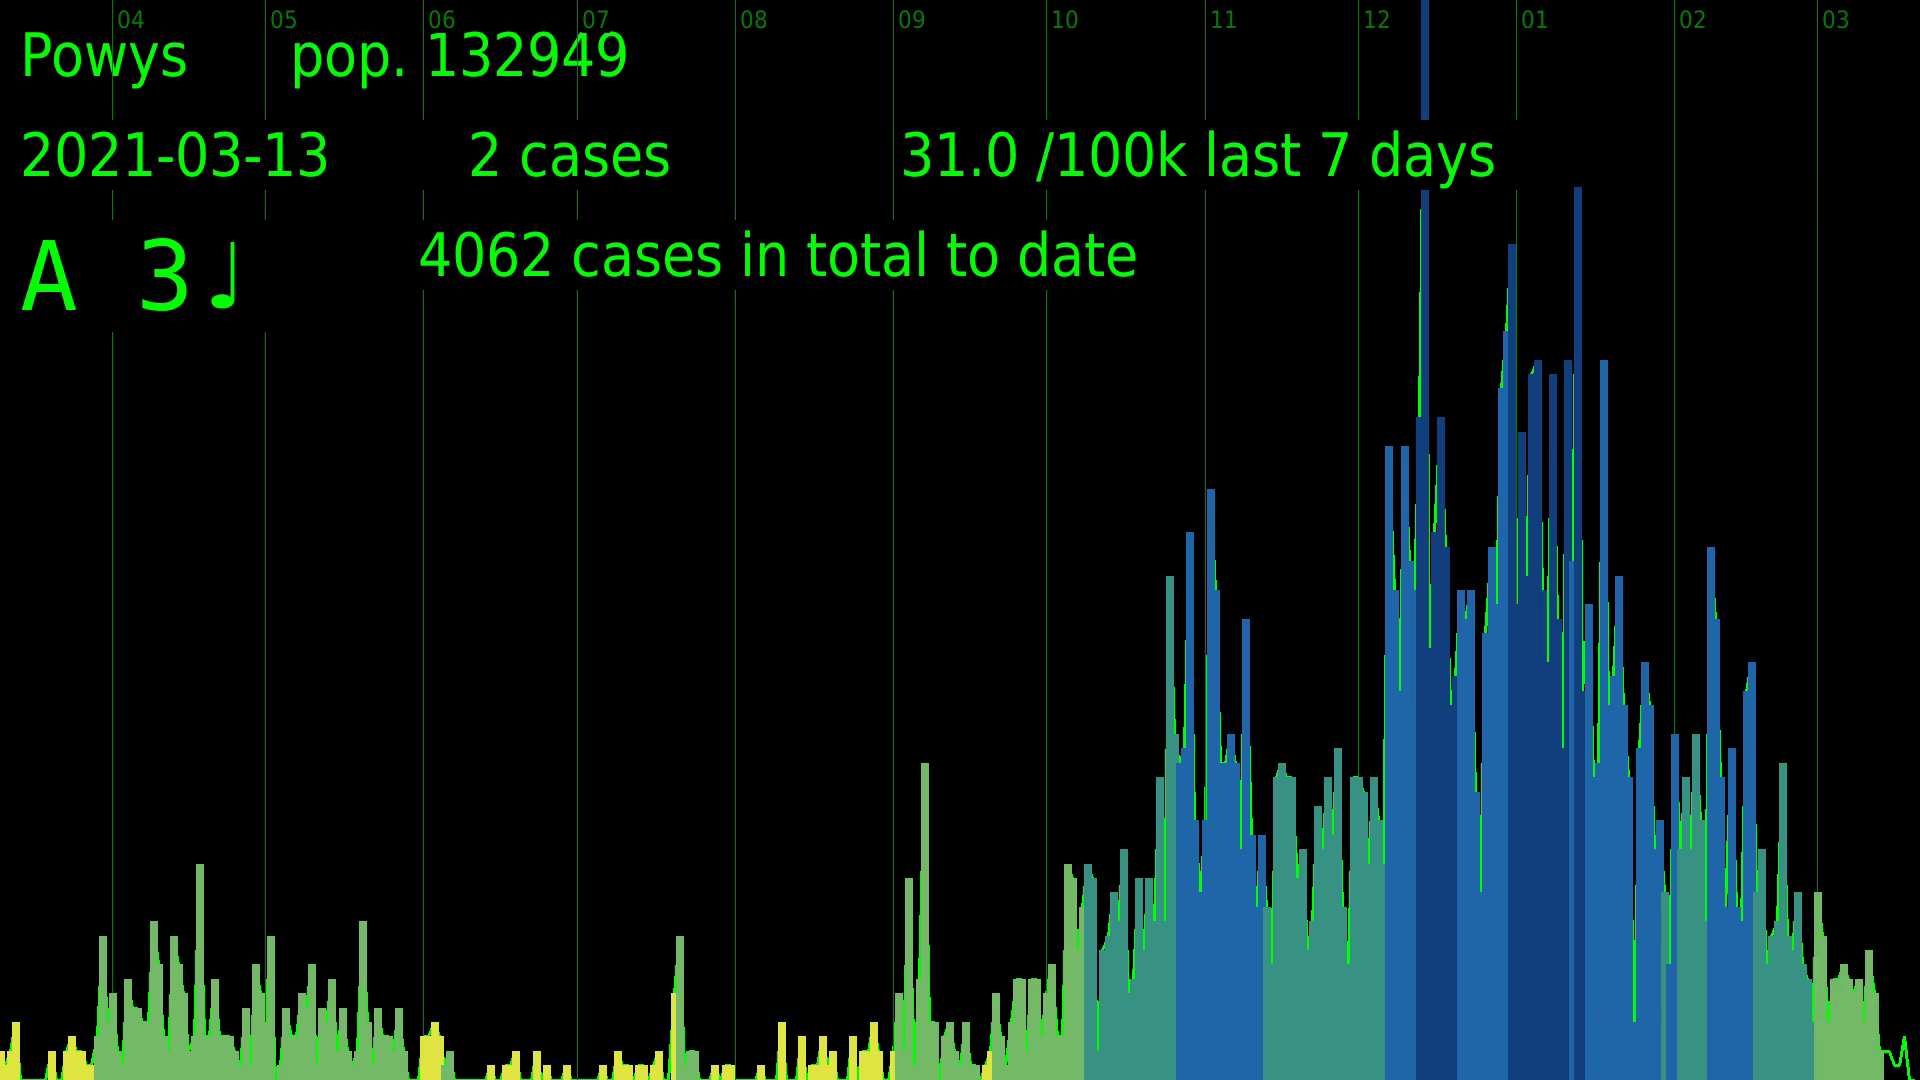 04 05 06 07 08 09 10 11 12 01 02 03
Powys pop. 132949
2021-03-13 2 cases 31.0 /100k last 7 days
A 3♩ 4062 cases in total to date